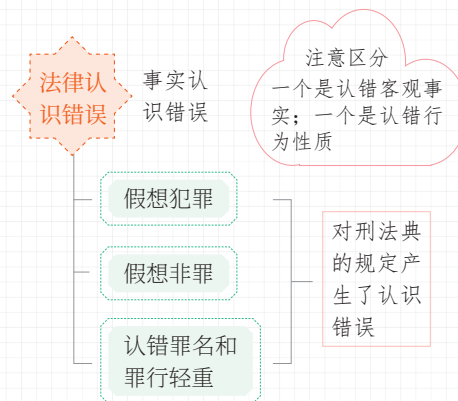 法律认
识错误
事实认
识错误
注意区分
一个是认错客观事
实；一个是认错行
为性质
假想犯罪
假想非罪
认错罪名和
罪行轻重
对刑法典
的规定产
生了认识
错误